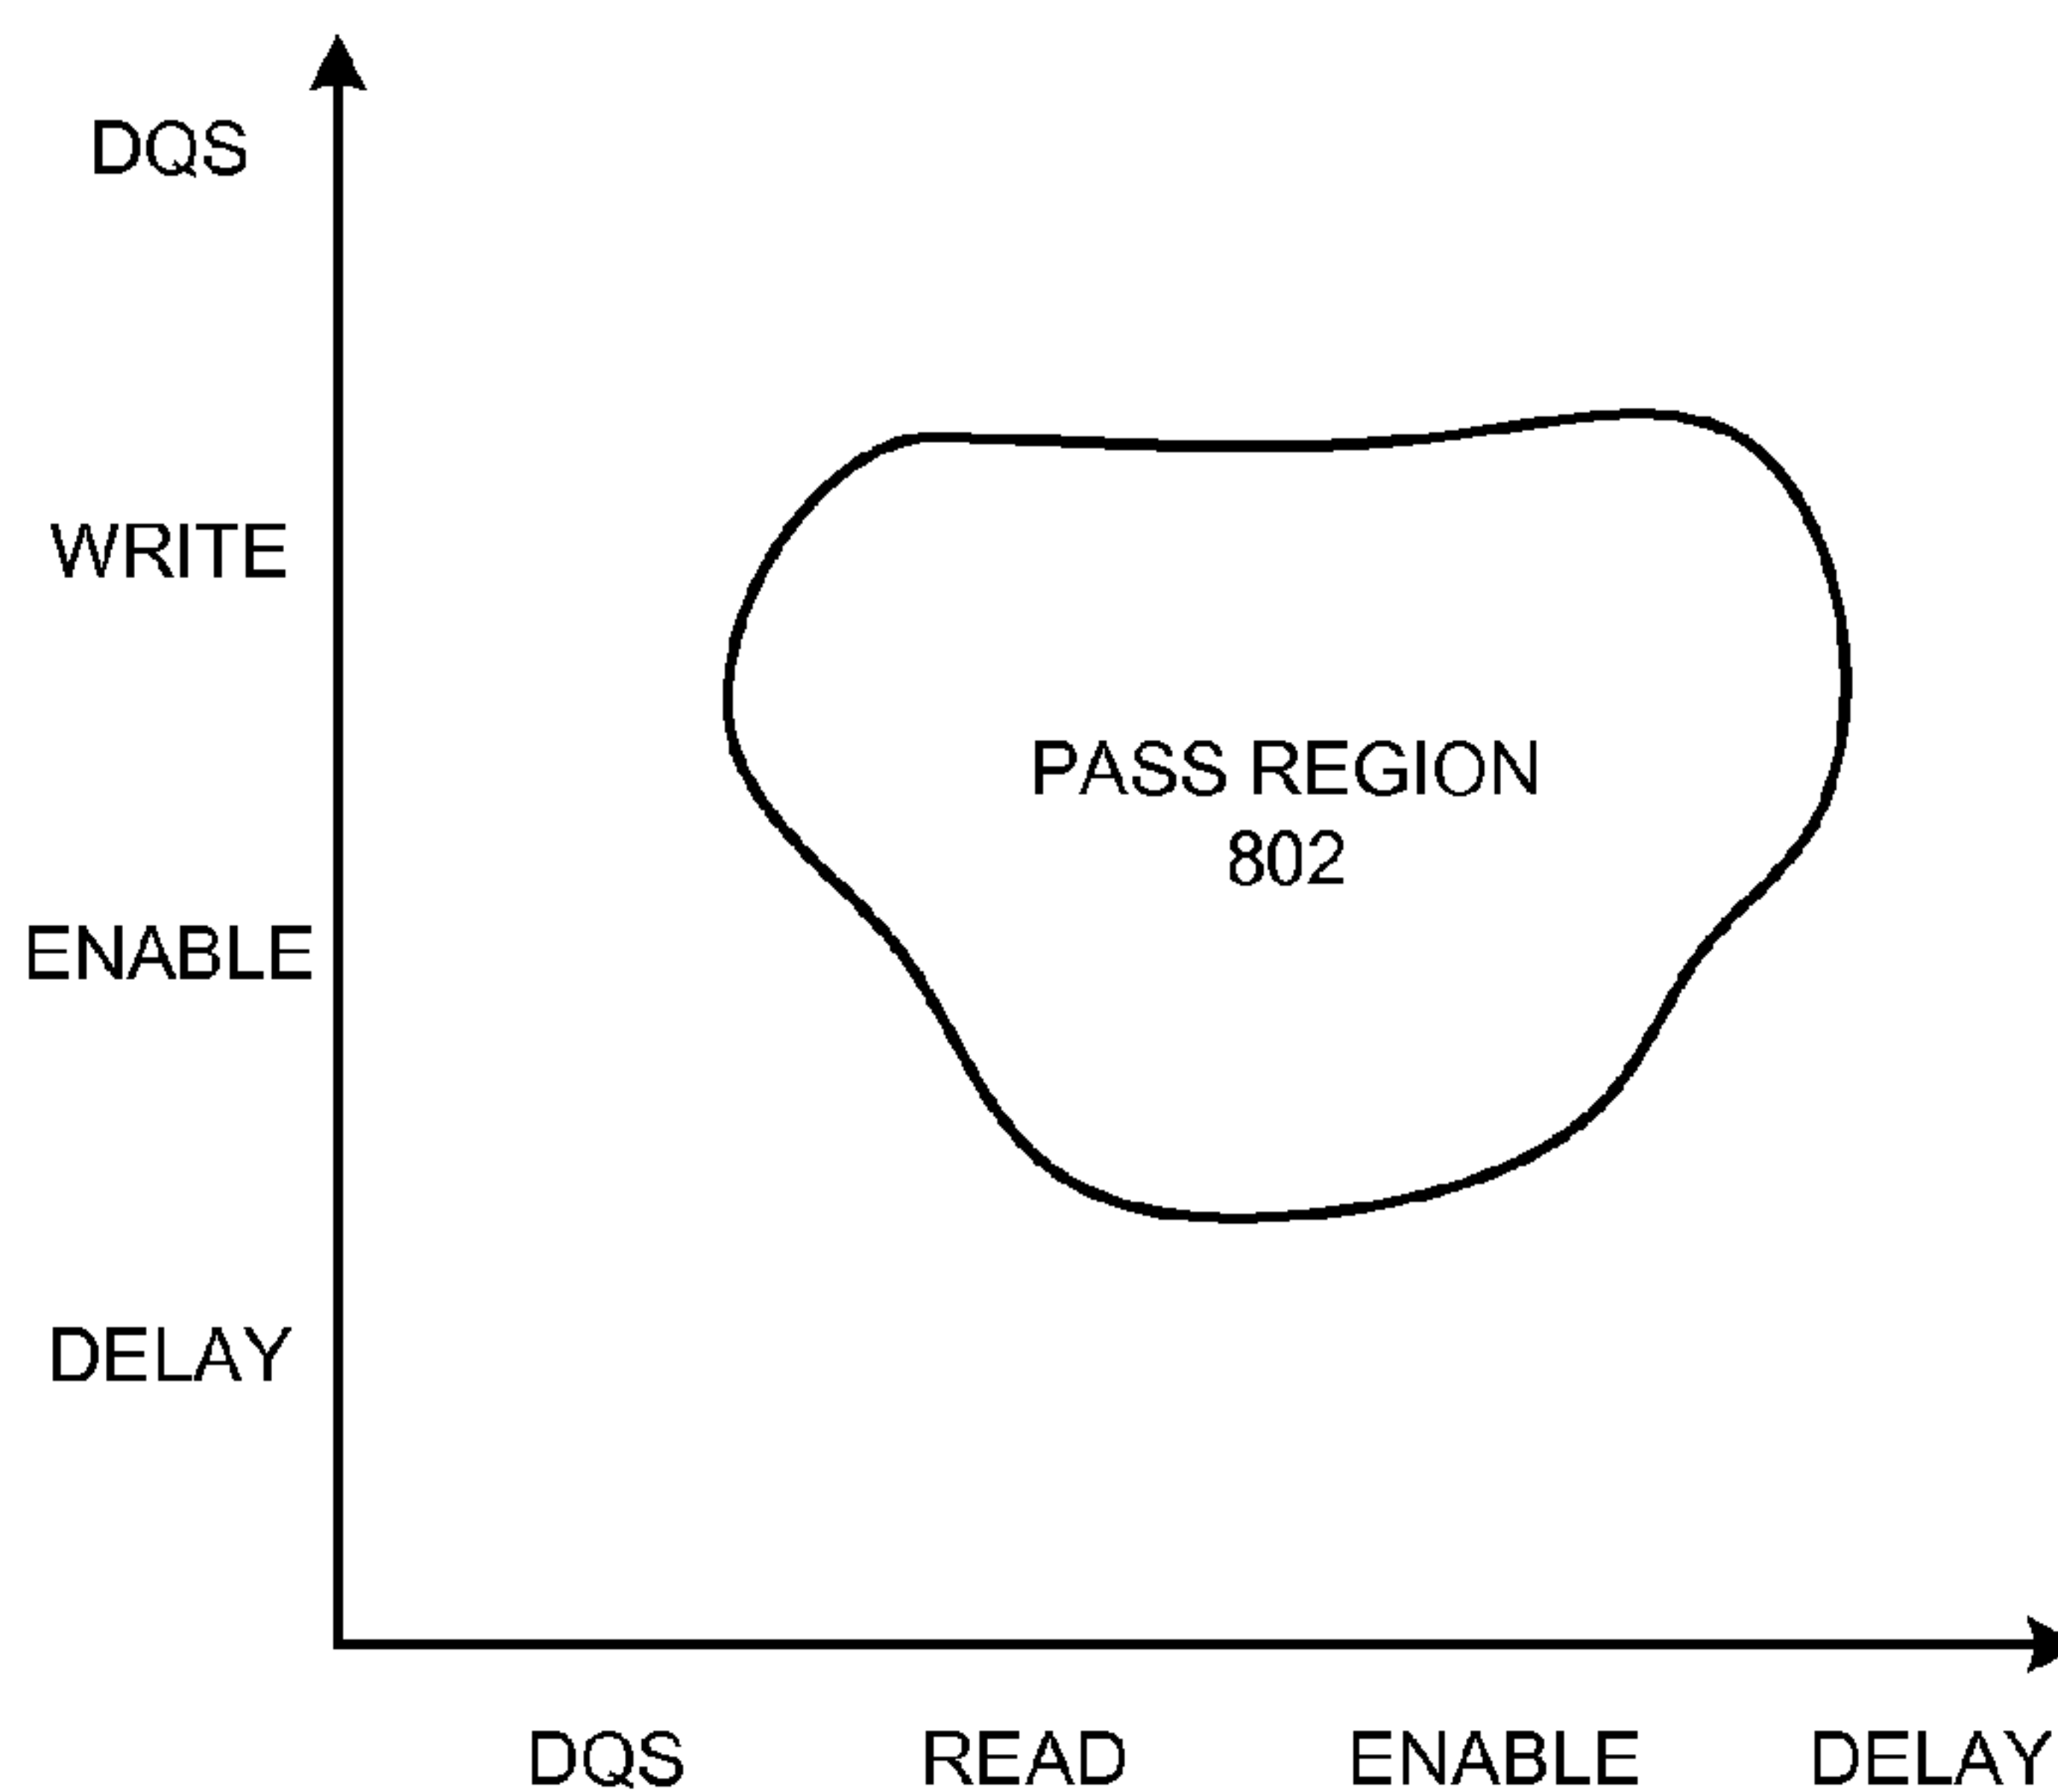 DQS
WRITE
ENABLE
DELAY
PASS REGION
802
DQS READ ENABLE DELAY